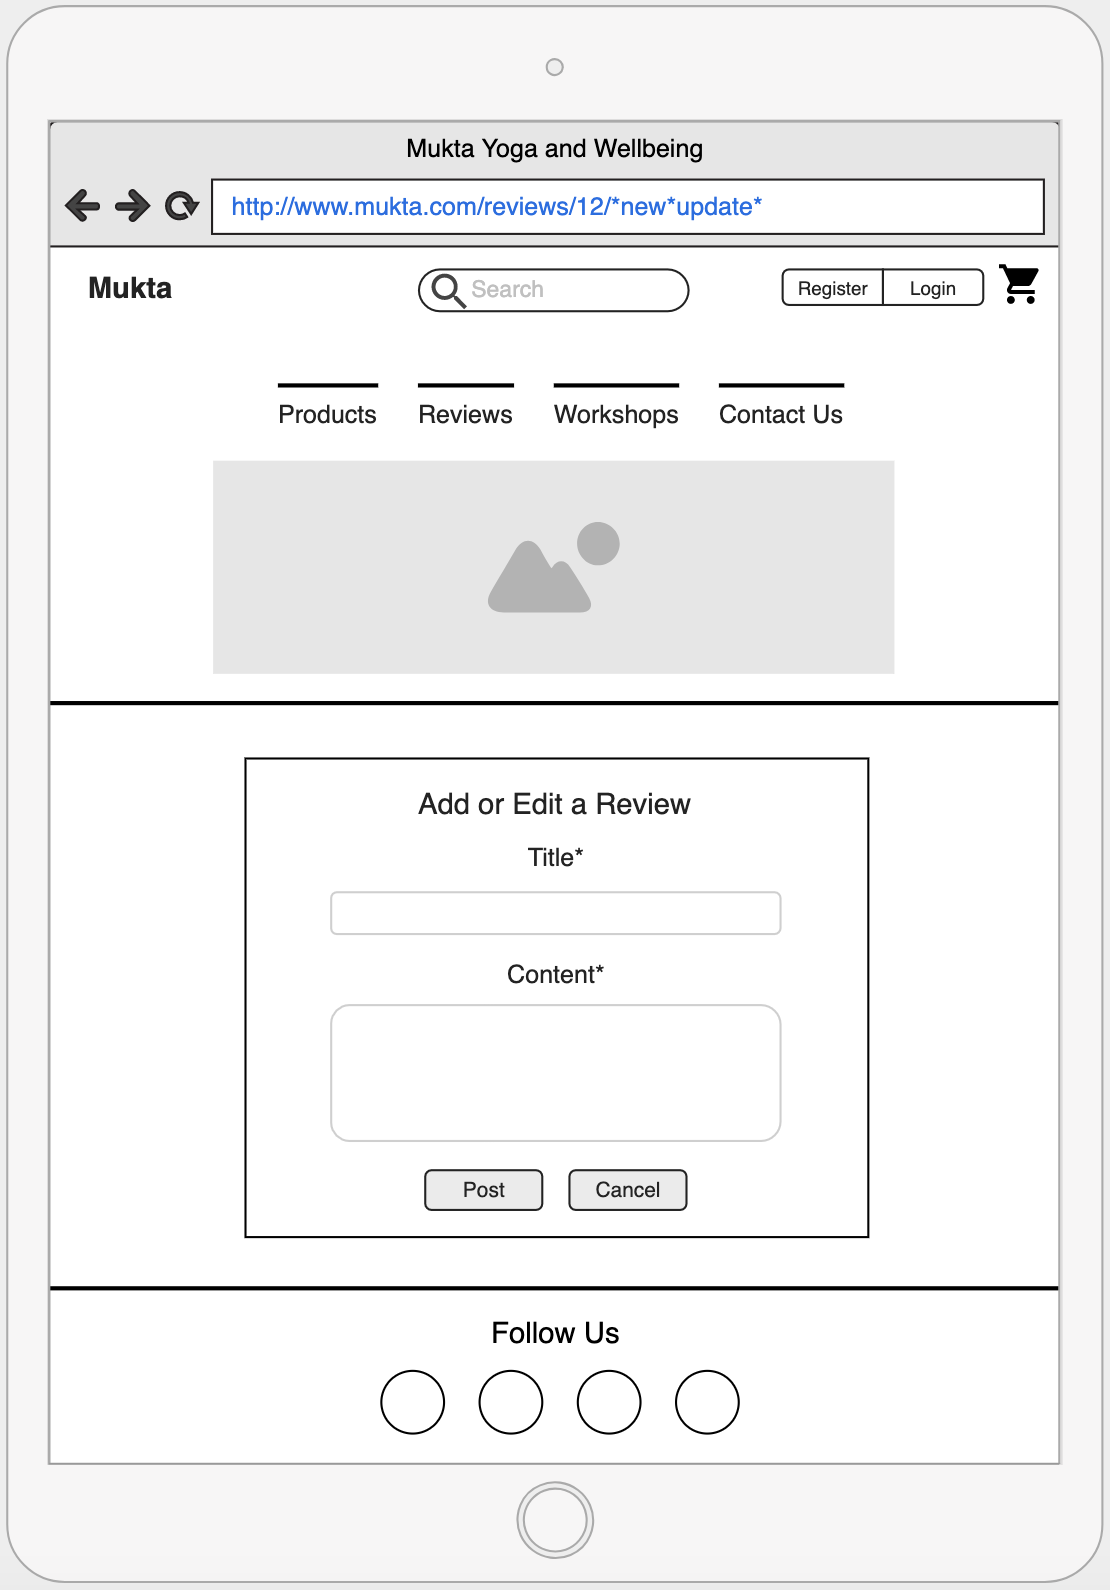 Mukta Yoga and Wellbeing
http://www.mukta.com/reviews/12/*new*update*
Mukta
Search
Register Login
Products Reviews Workshops Contact Us
Add or Edit a Review
Title*
Content*
Post Cancel
Follow Us